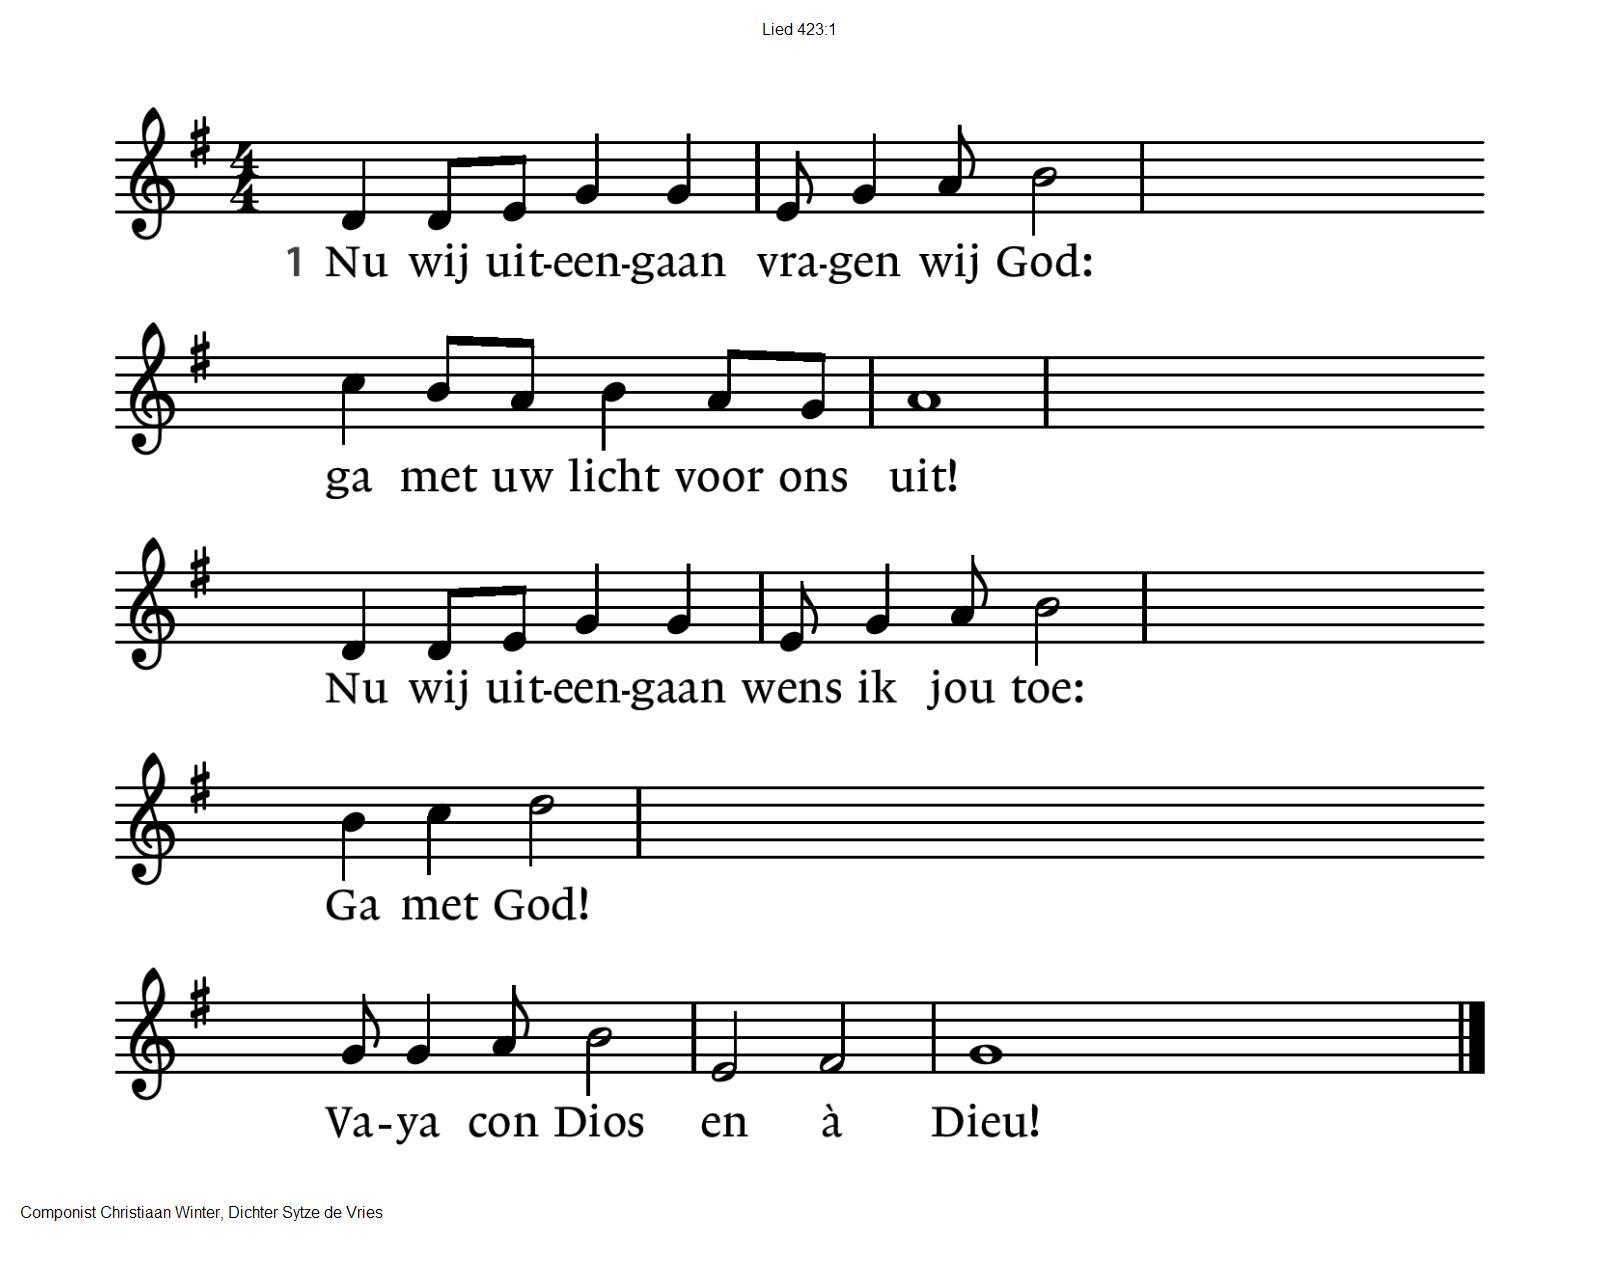 Lied 423:1
1 Nu wij uit-een-gaan vra-gen wij God:
ga met uw licht voor ons uit!
Nu wij uit-een-gaan wens ik jou toe:
Ga met God!
Va-ya con Dios en à Dieu!
Componist Christiaan Winter, Dichter Sytze de Vries